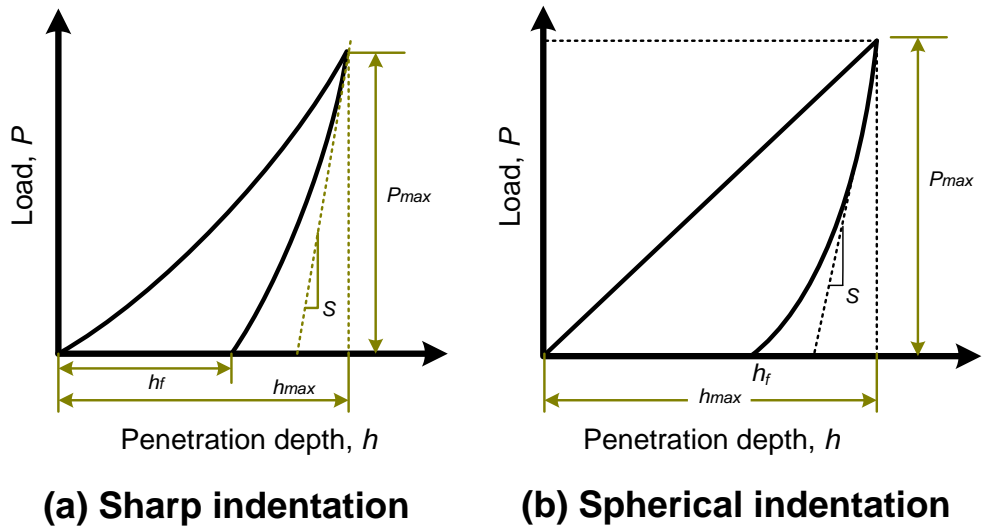 Load, P
Pmax
S
hf
hmax
Penetration depth, h
(a) Sharp indentation
Load, P
Pmax
S
hf
hmax
Penetration depth, h
(b) Spherical indentation